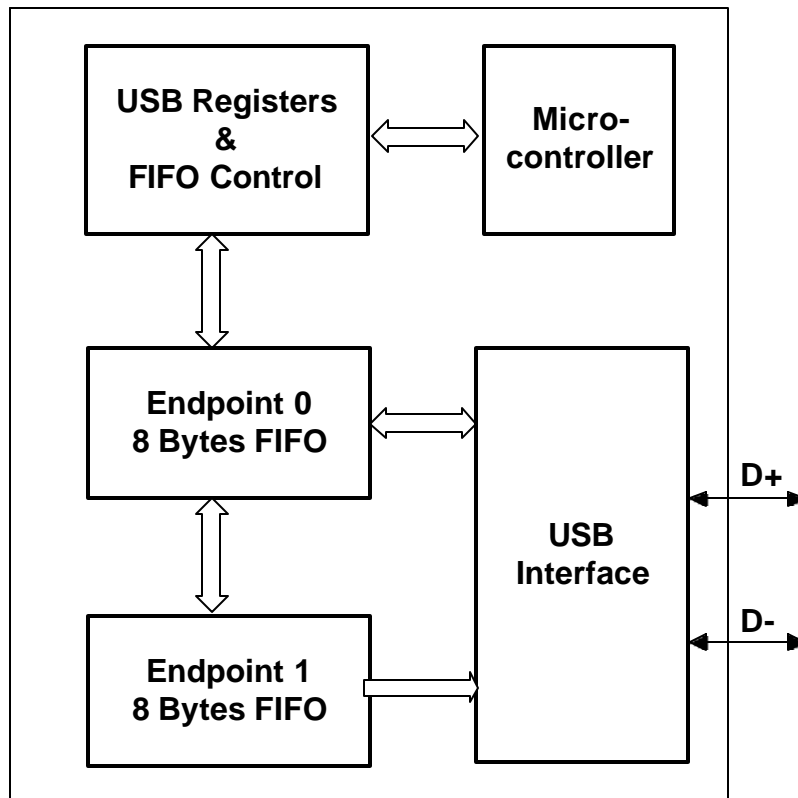 USB Registers
&
FIFO Control
Micro-
controller
Endpoint 0
8 Bytes FIFO
USB
Interface
D+
D-
Endpoint 1
8 Bytes FIFO